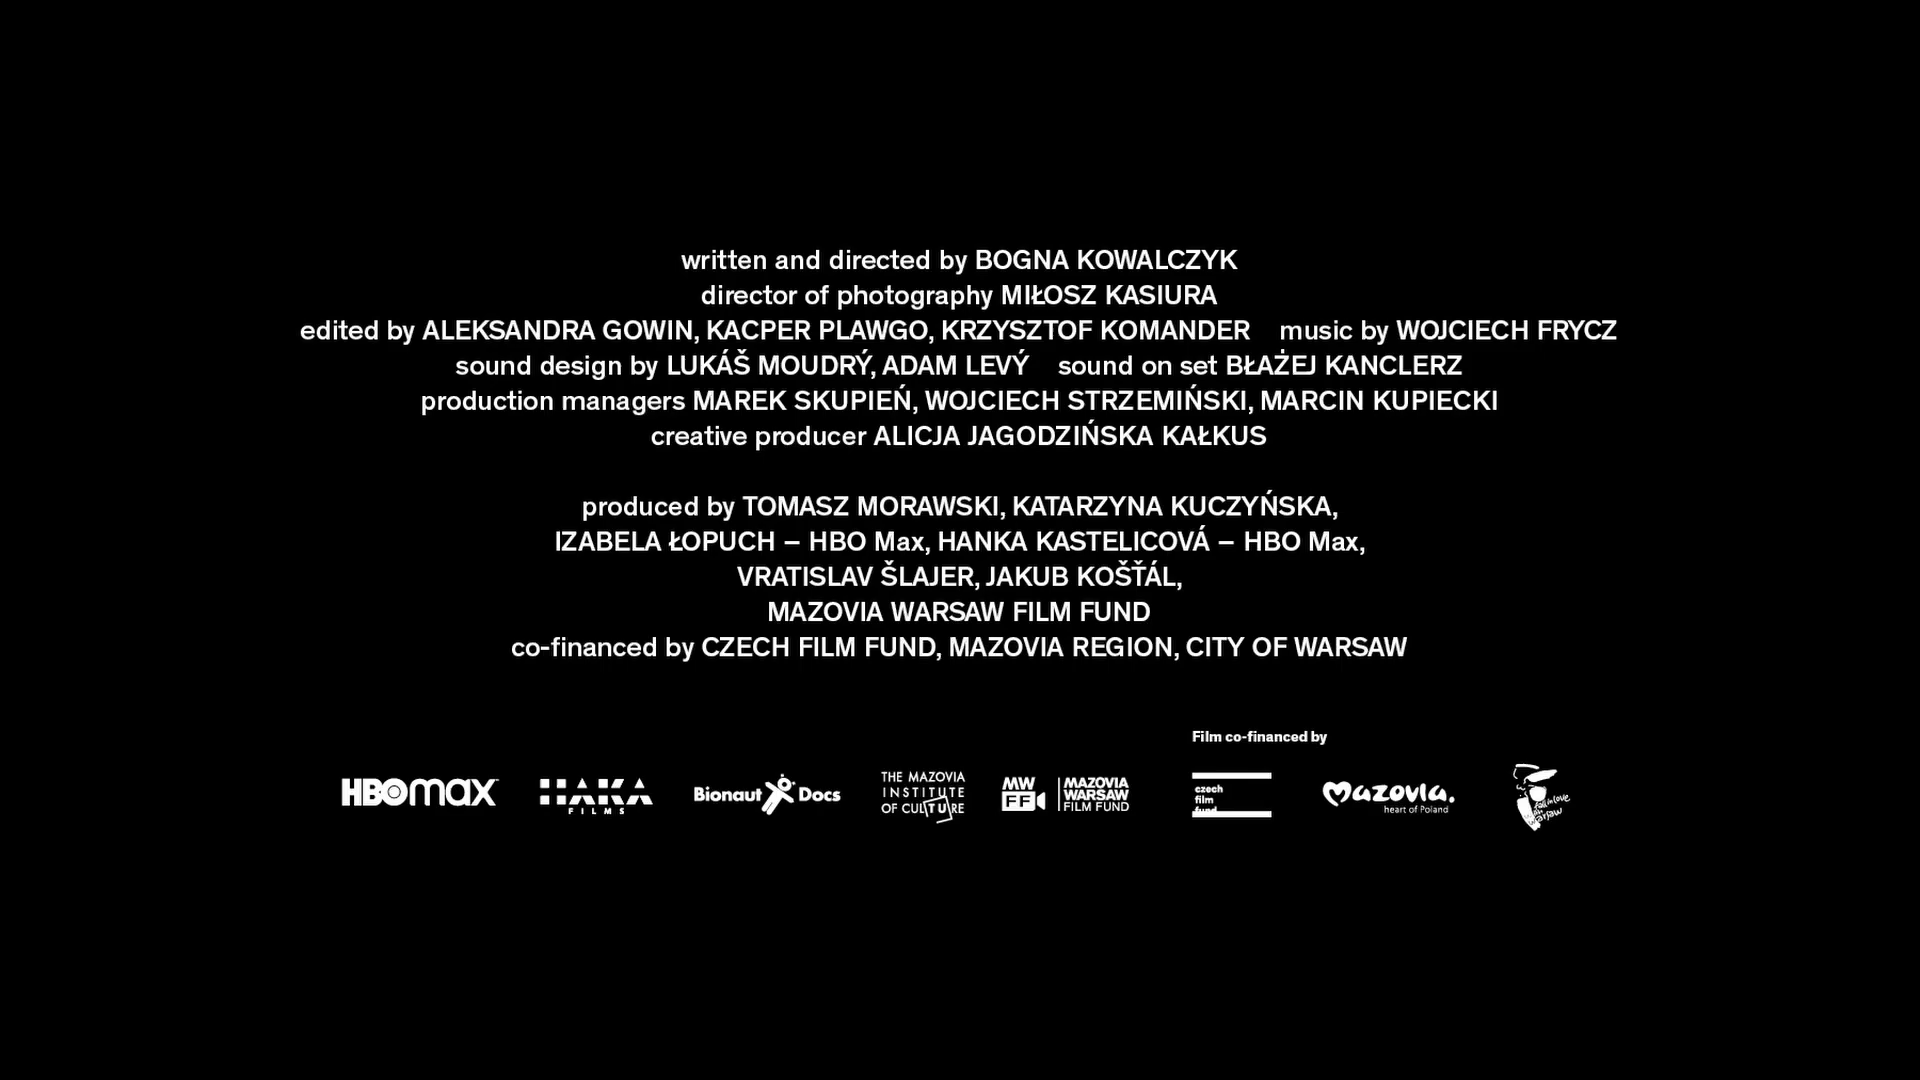 written and directed by BOGNA KOWALCZYK
director of photography MIŁOSZ KASIURA
edited by ALEKSANDRA GOWIN, KACPER PLAWGO, KRZYSZTOF KOMANDER music by WOJCIECH FRYCZ
sound design by LUKÁŠ MOUDRÝ, ADAM LEVÝ sound on set BŁAŻEJ KANCLERZ
production managers MAREK SKUPIEŃ, WOJCIECH STRZEMIŃSKI, MARCIN KUPIECKI
creative producer ALICJA JAGODZIŃSKA KAŁKUS
produced by TOMASZ MORAWSKI, KATARZYNA KUCZYŃSKA,
IZABELA ŁOPUCH – HBO Max, HANKA KASTELICOVÁ – HBO Max,
VRATISLAV ŠLAJER, JAKUB KOŠŤÁL,
MAZOVIA WARSAW FILM FUND
co-financed by CZECH FILM FUND, MAZOVIA REGION, CITY OF WARSAW
Film co-financed by
HBOmax
HAKA
FILMS
Bionaut Docs
THE MAZOVIA
INSTITUTE
OF CULTURE
MW
FF
MAZOVIA
WARSAW
FILM FUND
czech
film
fund
mazovia.
heart of Poland
fall in love
warsaw